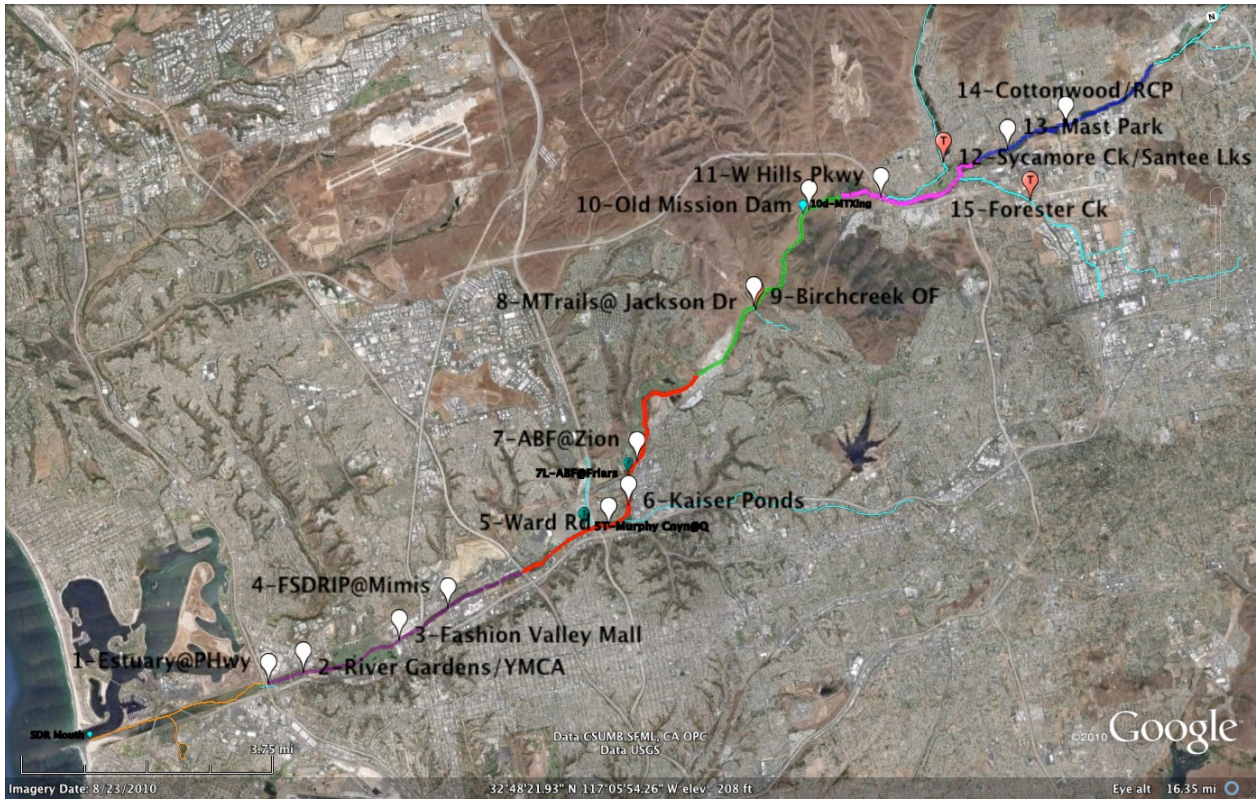 N
14-Cottonwood/RCP
13-Mast Park
T
12-Sycamore Ck/Santee Lks
11-W Hills Pkwy
T
10-Old Mission Dam
10d-MTXing
15-Forester Ck
8-MTrails@ Jackson Dr
9-Birchcreek OF
7-ABF@Zion
7L-ABF@Friars
6-Kaiser Ponds
5-Ward Rd
5T-Murphy Cnyn@Q
4-FSDRIP@Mimis
3-Fashion Valley Mall
1-Estuary@PHwy
2-River Gardens/YMCA
SDR Mouth
3.75 mi
Data CSUMB SFML, CA OPC
Data USGS
©2010 Google
Imagery Date: 8/23/2010
32°48'21.93" N 117°05'54.26" W elev 208 ft
Eye alt 16.35 mi